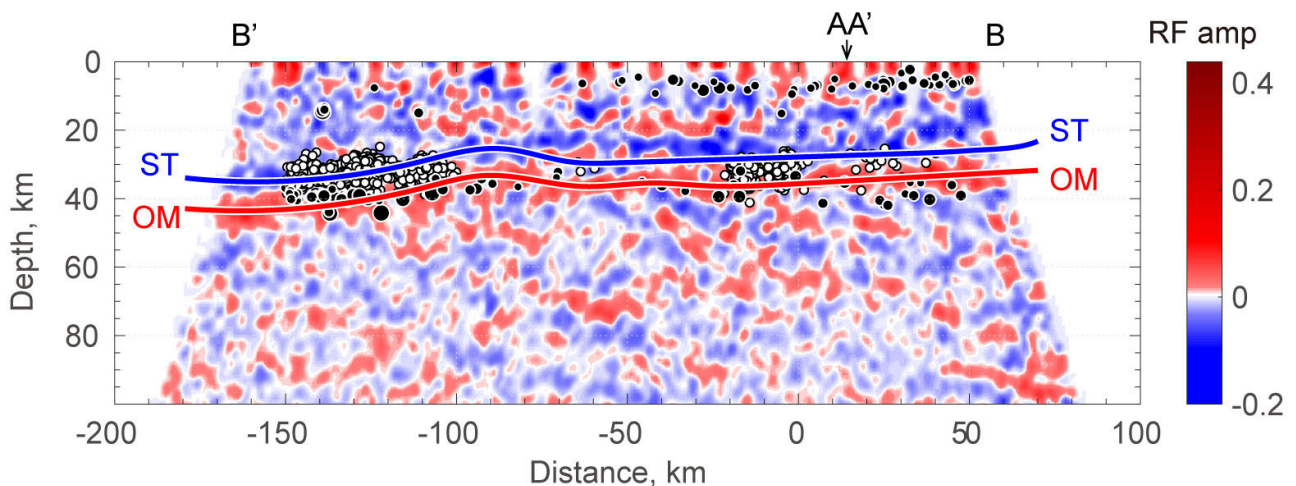 B’ AA’ B RF amp
0
20
40
60
80
Depth, km
ST
OM
ST
OM
0.4
0.2
0
-0.2
-200 -150 -100 -50 0 50 100
Distance, km